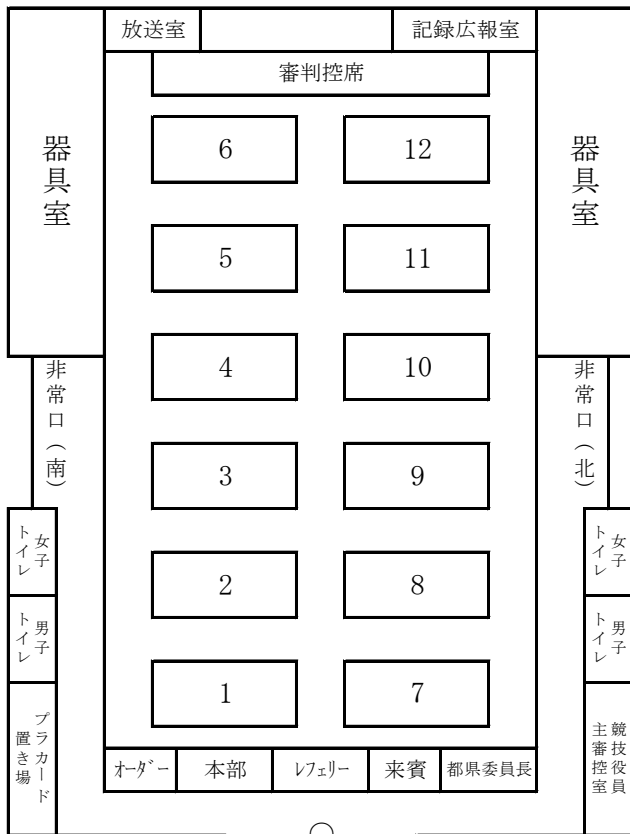 放送室
記録広報室
審判控席
器具室
器具室
6
12
5
11
4
10
非常口（南）
非常口（北）
3
9
2
8
女子
トイレ
女子
トイレ
男子
トイレ
男子
トイレ
1
7
プラカード
置き場
競技役員
主審控室
オーダー
本部
レフェリー
来賓
都県委員長